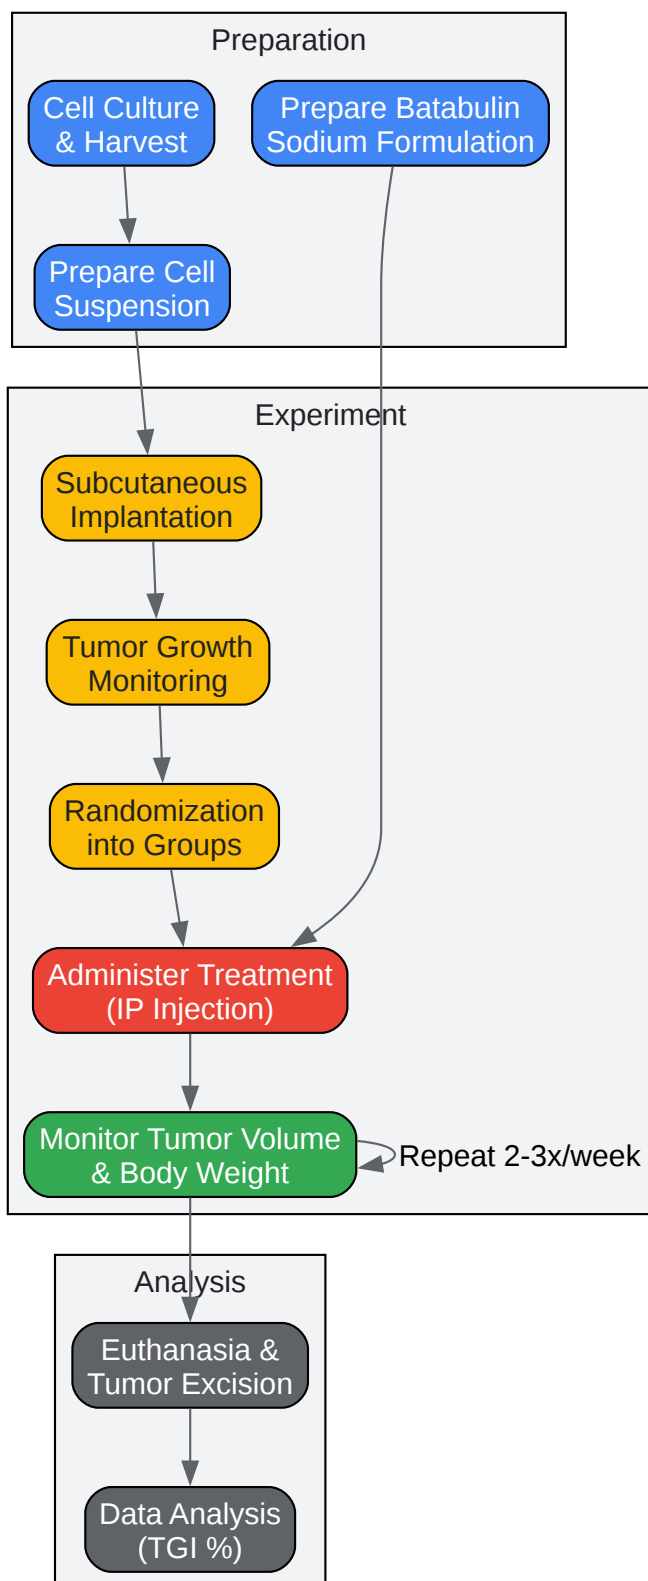 Preparation
Cell Culture
& Harvest
Prepare Batabulin
Sodium Formulation
Prepare Cell
Suspension
Experiment
Subcutaneous
Implantation
Tumor Growth
Monitoring
Randomization
into Groups
Administer Treatment
(IP Injection)
Monitor Tumor Volume
& Body Weight
Repeat 2-3x/week
Analysis
Euthanasia &
Tumor Excision
Data Analysis
(TGI %)